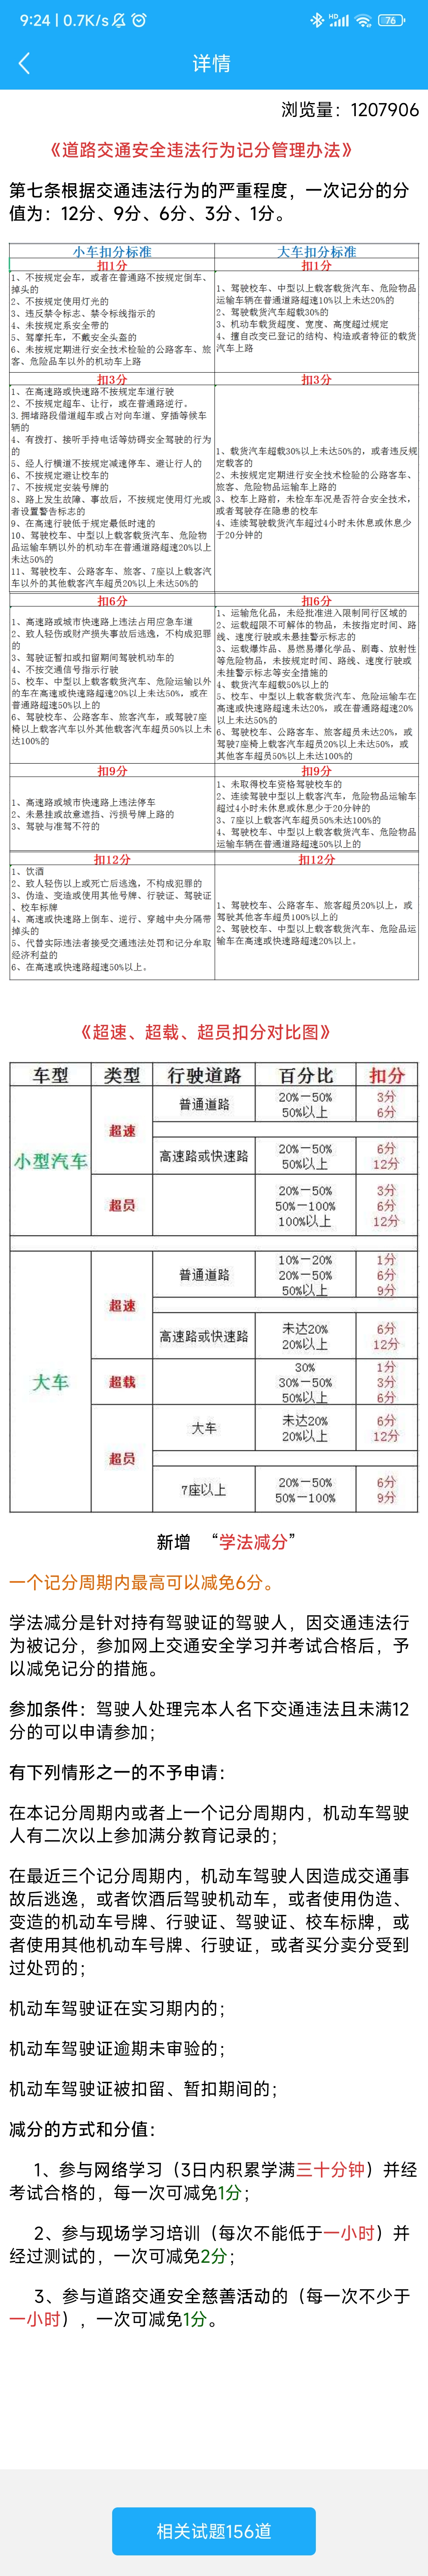 9:24 | 0.7K/s
76
详情
浏览量：1207906
《道路交通安全违法行为记分管理办法》
第七条根据交通违法行为的严重程度，一次记分的分
值为：12分、9分、6分、3分、1分。
小车扣分标准
大车扣分标准
扣1分
1、不按规定会车，或者在普通路不按规定倒车、
掉头的
2、不按规定使用灯光的
3、违反禁令标志、禁令标线指示的
4、未按规定系安全带的
5、驾摩托车，不戴安全头盔的
6、未按规定期进行安全技术检验的公路客车、旅
客、危险品车以外的机动车上路
扣1分
1、驾驶校车、中型以上载客载货汽车、危险物品
运输车辆在普通道路超速10%以上未达20%的
2、驾驶载货汽车超载30%的
3、机动车载货超度、宽度、高度超过规定
4、擅自改变已登记的结构、构造或者特征的载货
汽车上路
扣3分
1、在高速路或快速路不按规定车道行驶
2、不按规定超车、让行，或在普通路逆行。
3.拥堵路段借道超车或占对向车道、穿插等候车
辆的
4、有拨打、接听手持电话等妨碍安全驾驶的行为
的
5、经人行横道不按规定减速停车、避让行人的
6、不按规定避让校车的
7、不按规定安装号牌的
8、路上发生故障、事故后，不按规定使用灯光或
者设置警告标志的
9、在高速行驶低于规定最低时速的
10、驾驶校车、中型以上载客载货汽车、危险物
品运输车辆以外的机动车在普通道路超速20%以上
未达50%的
11、驾驶校车、公路客车、旅客、7座以上载客汽
车以外的其他载客汽车超员20%以上未达50%的
扣3分
1、载货汽车超载30%以上未达50%的，或者违反规
定载客的
2、未按规定定期进行安全技术检验的公路客车、
旅客、危险物品运输车上路的
3、校车上路前，未检车车况是否符合安全技术，
或者驾驶存在隐患的校车
4、连续驾驶载货汽车超过4小时未休息或休息少
于20分钟的
扣6分
1、高速路或城市快速路上违法占用应急车道
2、致人轻伤或财产损失事故后逃逸，不构成犯罪
的
3、驾驶证暂扣或扣留期间驾驶机动车的
4、不按交通信号指示行驶
5、校车、中型以上载客载货汽车、危险运输以外
的车在高速或快速路超速20%以上未达50%，或在
普通路超速50%以上的
6、驾驶校车、公路客车、旅客汽车，或驾驶7座
椅以上载客汽车以外其他载客汽车超员50%以上未
达100%的
扣6分
1、运输危化品，未经批准进入限制同行区域的
2、运载超限不可解体的物品，未按指定时间、路
线、速度行驶或未悬挂警示标志的
3、运载爆炸品、易燃易爆化学品、剧毒、放射性
等危险物品，未按规定时间、路线、速度行驶或
未挂警示标志等安全措施的
4、载货汽车超载50%以上的
5、校车、中型以上载客载货汽车、危险运输车在
高速或快速路超速未达20%，或在普通路超速20%
以上未达50%的
6、驾驶校车、公路客车、旅客超员未达20%，或
驾驶7座椅上载客汽车超员20%以上未达50%，或
其他客车超员50%以上未达100%的
扣9分
1、高速路或城市快速路上违法停车
2、未悬挂或故意遮挡、污损号牌上路的
3、驾驶与准驾不符的
扣9分
1、未取得校车资格驾驶校车的
2、连续驾驶中型以上载客汽车，危险物品运输车
超过4小时未休息或休息少于20分钟的
3、7座以上载客汽车超员50%未达100%的
4、驾驶校车、中型以上载客载货汽车、危险物品
运输车辆在普通道路超速50%以上的
扣12分
1、饮酒
2、致人轻伤以上或死亡后逃逸，不构成犯罪的
3、伪造、变造或使用其他号牌、行驶证、驾驶证
、校车标牌
4、高速或快速路上倒车、逆行、穿越中央分隔带
掉头的
5、代替实际违法者接受交通违法处罚和记分牟取
经济利益的
6、在高速或快速路超速50%以上。
扣12分
1、驾驶校车、公路客车、旅客超员20%以上，或
驾驶其他客车超员100%以上的
2、驾驶校车、中型以上载客载货汽车、危险品运
输车在高速或快速路超速20%以上。
《超速、超载、超员扣分对比图》
车型 类型 行驶道路 百分比 扣分
小型汽车
超速
普通道路
20%—50% 3分
50%以上 6分
高速路或快速路
20%—50% 6分
50%以上 12分
超员
20%—50% 3分
50%—100% 6分
100%以上 12分
大车
超速
普通道路
10%—20% 1分
20%—50% 6分
50%以上 9分
高速路或快速路
未达20% 6分
20%以上 12分
超载
30% 1分
30%—50% 3分
50%以上 6分
超员
大车
未达20% 6分
20%以上 12分
7座以上
20%—50% 6分
50%—100% 9分
新增 “学法减分”
一个记分周期内最高可以减免6分。
学法减分是针对持有驾驶证的驾驶人，因交通违法行
为被记分，参加网上交通安全学习并考试合格后，予
以减免记分的措施。
参加条件：驾驶人处理完本人名下交通违法且未满12
分的可以申请参加；
有下列情形之一的不予申请：
在本记分周期内或者上一个记分周期内，机动车驾驶
人有二次以上参加满分教育记录的；
在最近三个记分周期内，机动车驾驶人因造成交通事
故后逃逸，或者饮酒后驾驶机动车，或者使用伪造、
变造的机动车号牌、行驶证、驾驶证、校车标牌，或
者使用其他机动车号牌、行驶证，或者买分卖分受到
过处罚的；
机动车驾驶证在实习期内的；
机动车驾驶证逾期未审验的；
机动车驾驶证被扣留、暂扣期间的；
减分的方式和分值：
1、参与网络学习（3日内积累学满三十分钟）并经
考试合格的，每一次可减免1分；
2、参与现场学习培训（每次不能低于一小时）并
经过测试的，一次可减免2分；
3、参与道路交通安全慈善活动的（每一次不少于
一小时），一次可减免1分。
相关试题156道